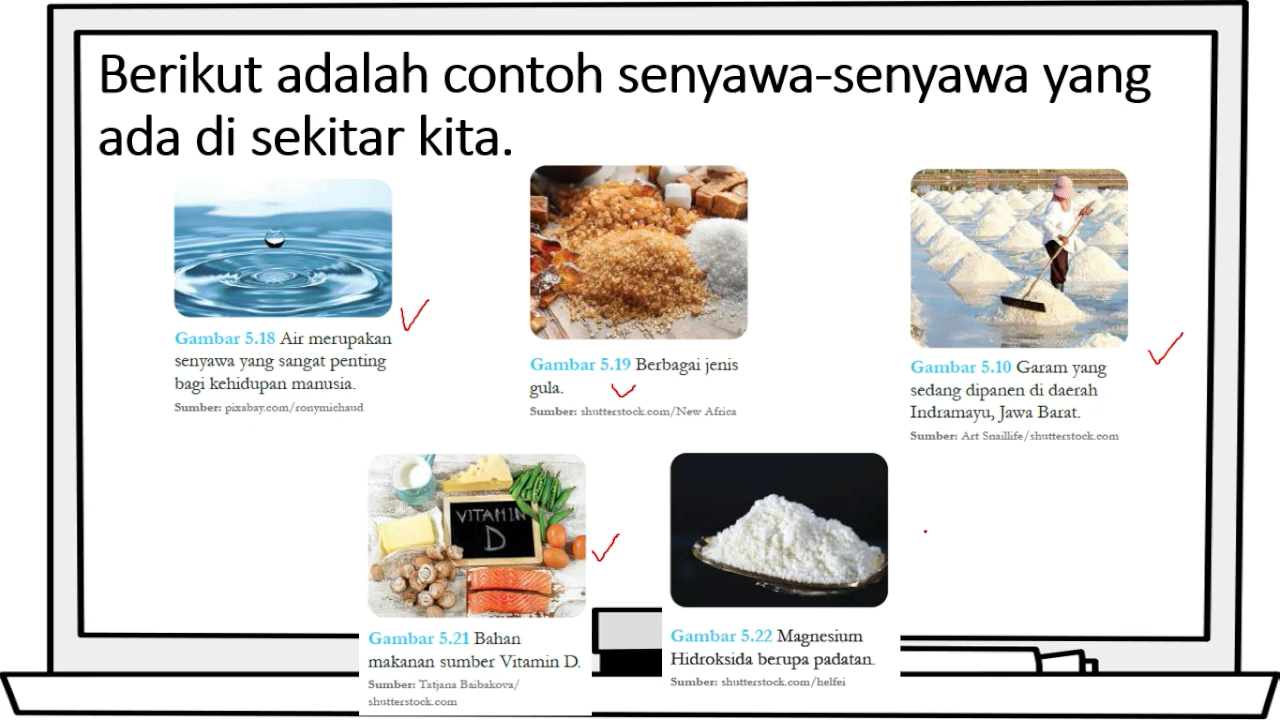 Berikut adalah contoh senyawa-senyawa yang
ada di sekitar kita.
Gambar 5.18 Air merupakan
senyawa yang sangat penting
bagi kehidupan manusia.
Sumber: pixabay.com/ronymichaud
Gambar 5.19 Berbagai jenis
gula.
Sumber: shutterstock.com/New Africa
Gambar 5.10 Garam yang
sedang dipanen di daerah
Indramayu, Jawa Barat.
Sumber: Art Snaillife/shutterstock.com
VITAMIN
D
Gambar 5.21 Bahan
makanan sumber Vitamin D.
Sumber: Tatjana Baibakova/
shutterstock.com
Gambar 5.22 Magnesium
Hidroksida berupa padatan.
Sumber: shutterstock.com/helfei